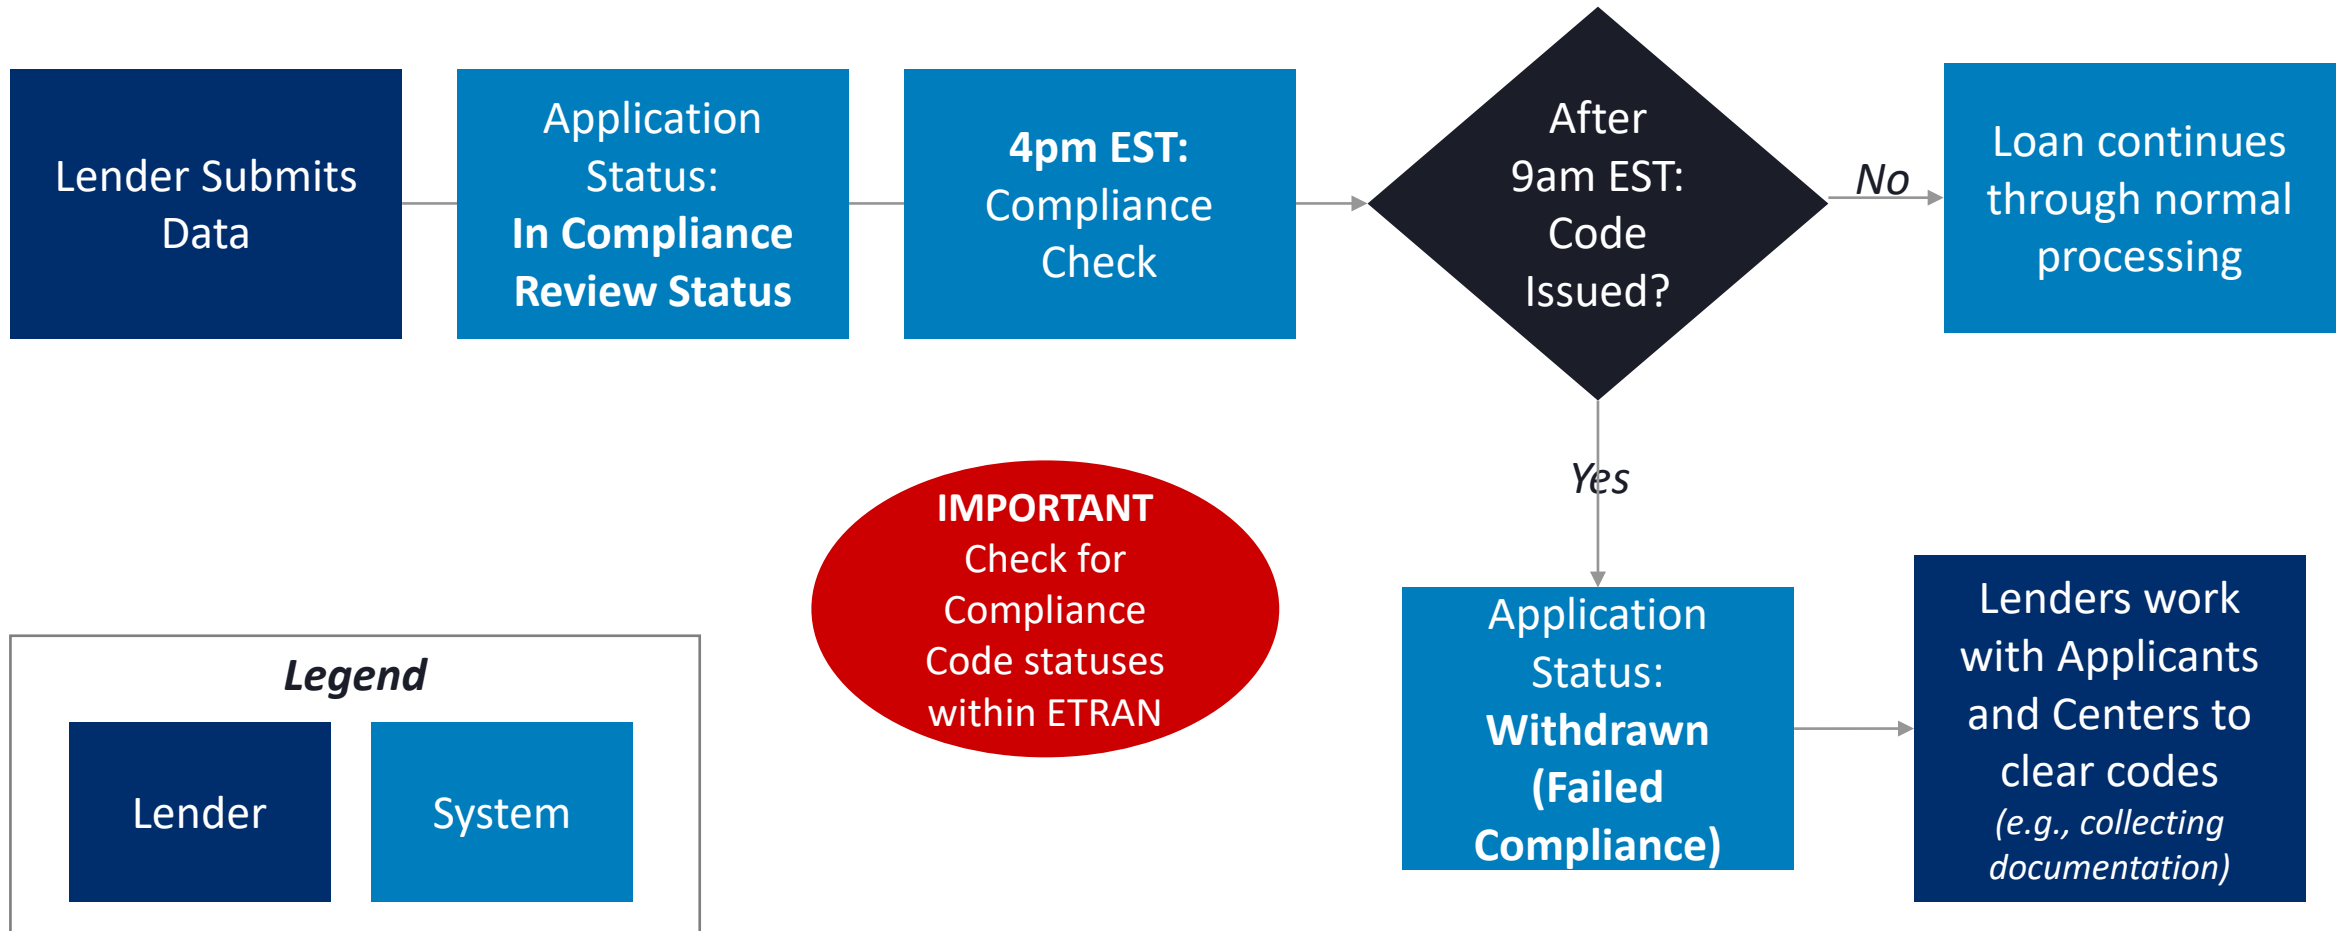 Lender Submits
Data
Application
Status:
In Compliance
Review Status
4pm EST:
Compliance
Check
After
9am EST:
Code
Issued?
No
Loan continues
through normal
processing
Yes
IMPORTANT
Check for
Compliance
Code statuses
within ETRAN
Application
Status:
Withdrawn
(Failed
Compliance)
Lenders work
with Applicants
and Centers to
clear codes
(e.g., collecting
documentation)
Legend
Lender
System